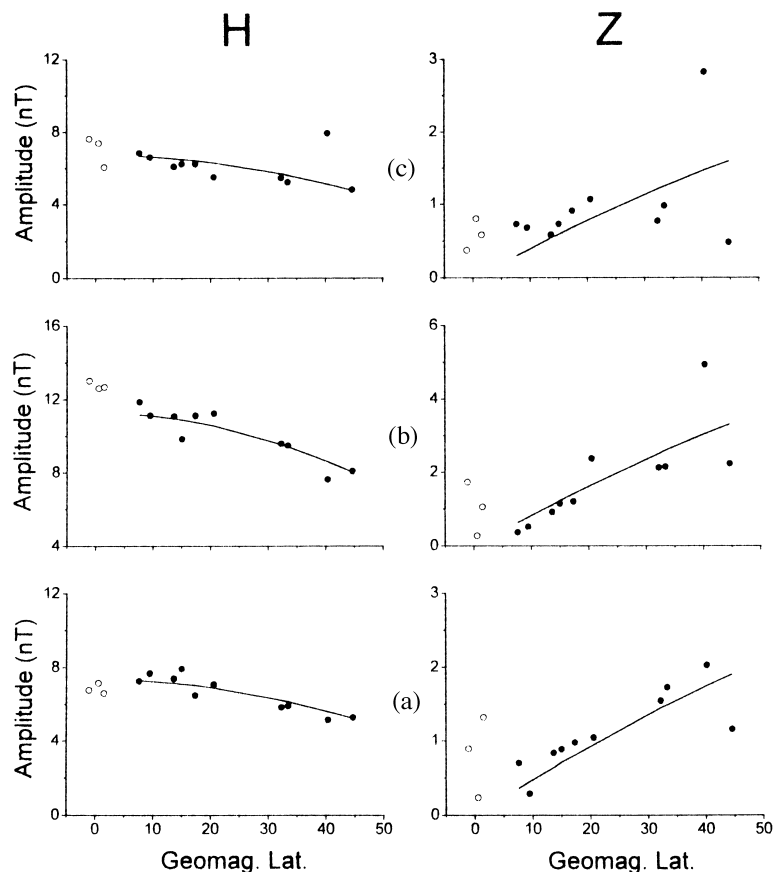 H Z
12 3
8 2
Amplitude (nT) (c)
4 1
0 0
16 6
12 4
Amplitude (nT) (b)
8 2
4 0
12 3
8 2
Amplitude (nT) (a)
4 1
0 0
0 10 20 30 40 50 0 10 20 30 40 50
Geomag. Lat. Geomag. Lat.